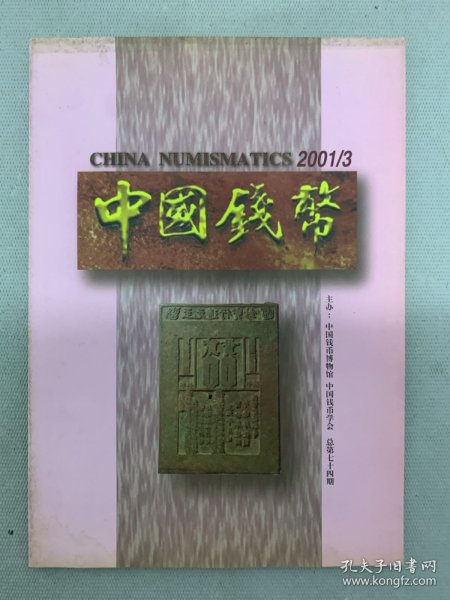 CHINA NUMISMATICS 2001/3
中國錢幣
主办：中国钱币博物馆 中国钱币学会 总第七十四期
孔夫子旧书网
www.kongfz.com